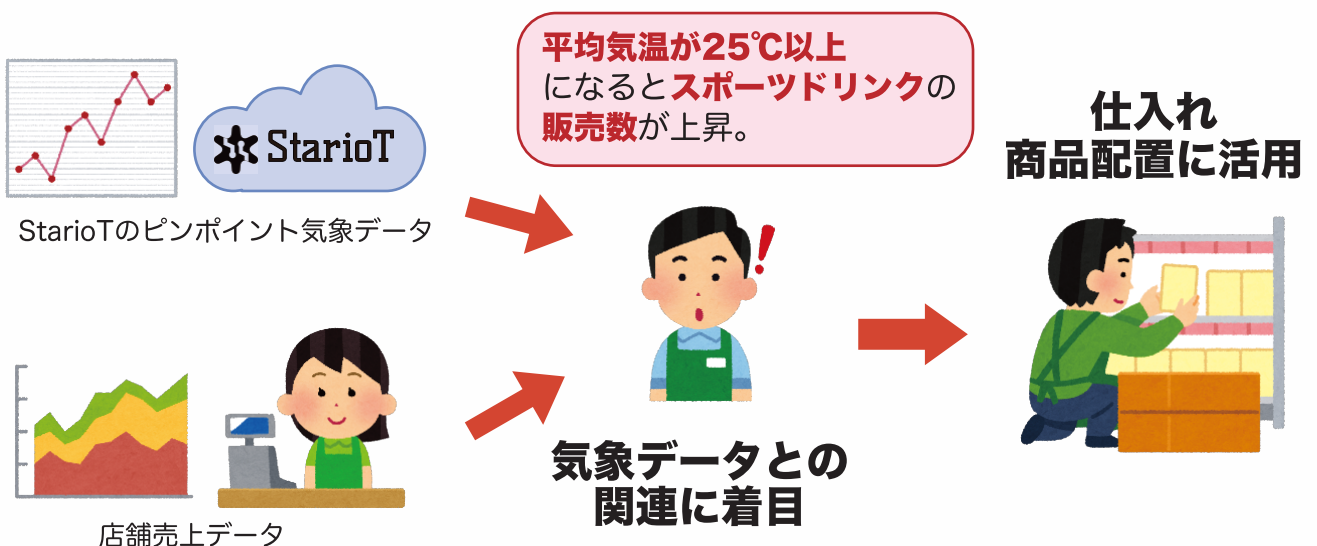 StarioT
StarioTのピンポイント気象データ
店舗売上データ
平均気温が25℃以上
になるとスポーツドリンクの
販売数が上昇。
気象データとの
関連に着目
仕入れ
商品配置に活用